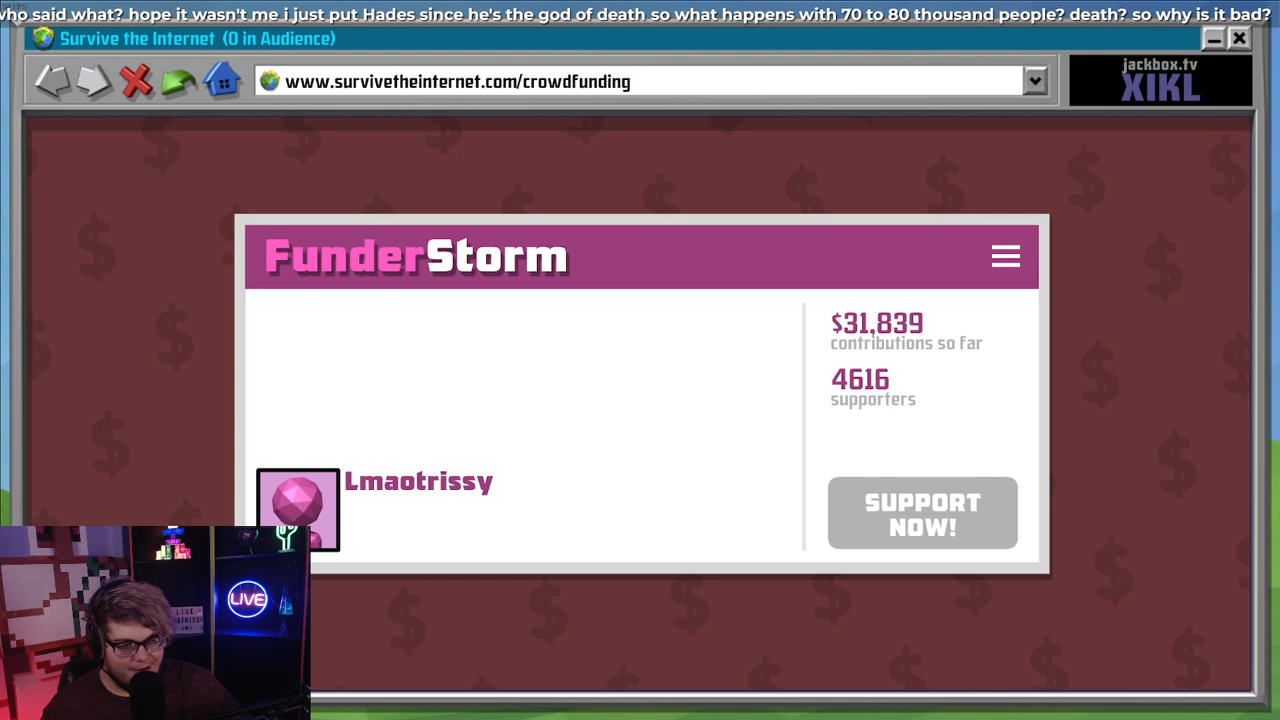 who said what? hope it wasn't me i just put Hades since he's the god of death so what happens with 70 to 80 thousand people? death? so why is it bad?
Survive the Internet (0 in Audience)
www.survivetheinternet.com/crowdfunding
jackbox.tv
XIKL
FunderStorm
$31,839
contributions so far
4616
supporters
Lmaotrissy
SUPPORT
NOW!
LIVE
LIVE